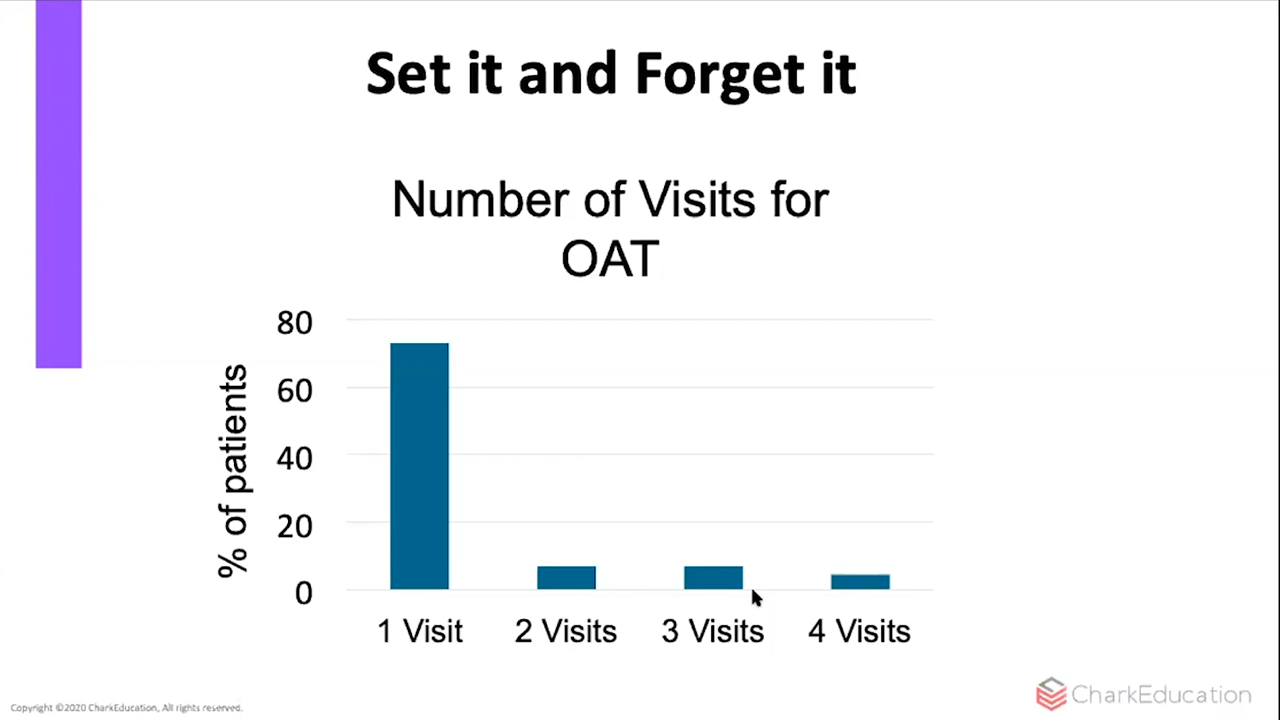 Set it and Forget it
Number of Visits for
OAT
% of patients
80
60
40
20
0
1 Visit
2 Visits
3 Visits
4 Visits
Copyright ©2020 CharkEducation, All rights reserved.
CharkEducation